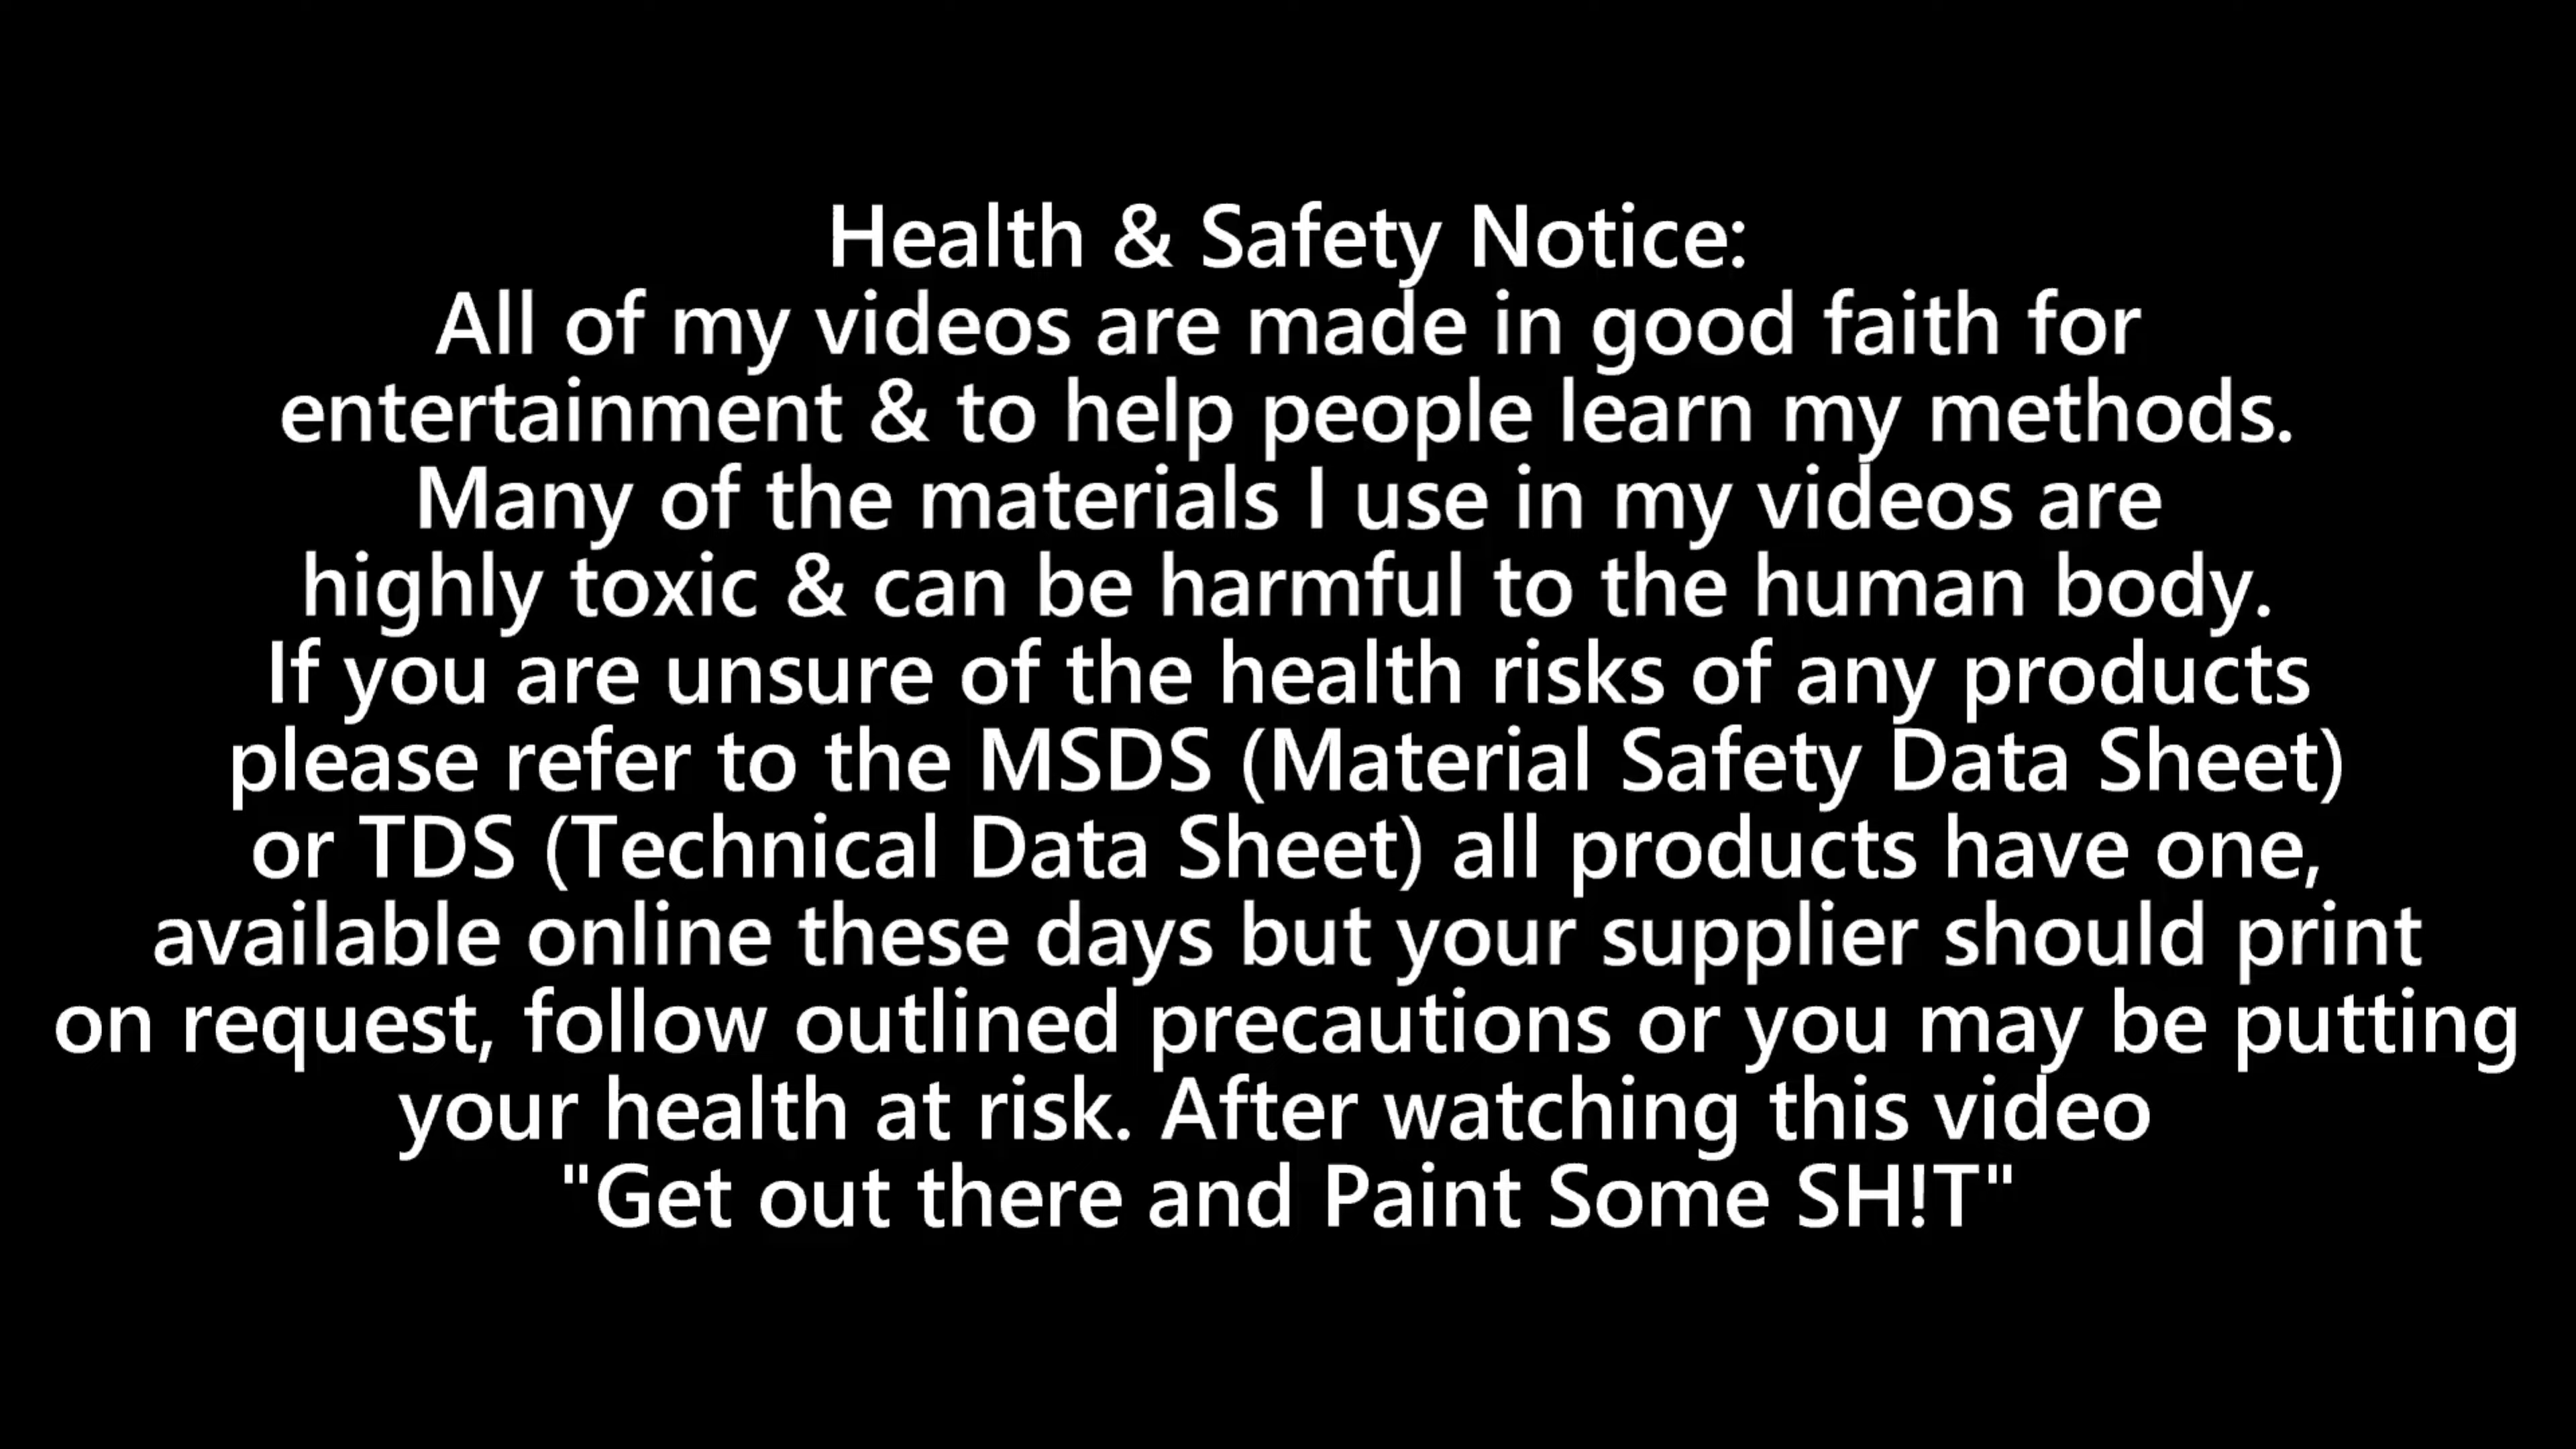 Health & Safety Notice:
All of my videos are made in good faith for
entertainment & to help people learn my methods.
Many of the materials I use in my videos are
highly toxic & can be harmful to the human body.
If you are unsure of the health risks of any products
please refer to the MSDS (Material Safety Data Sheet)
or TDS (Technical Data Sheet) all products have one,
available online these days but your supplier should print
on request, follow outlined precautions or you may be putting
your health at risk. After watching this video
"Get out there and Paint Some SH!T"